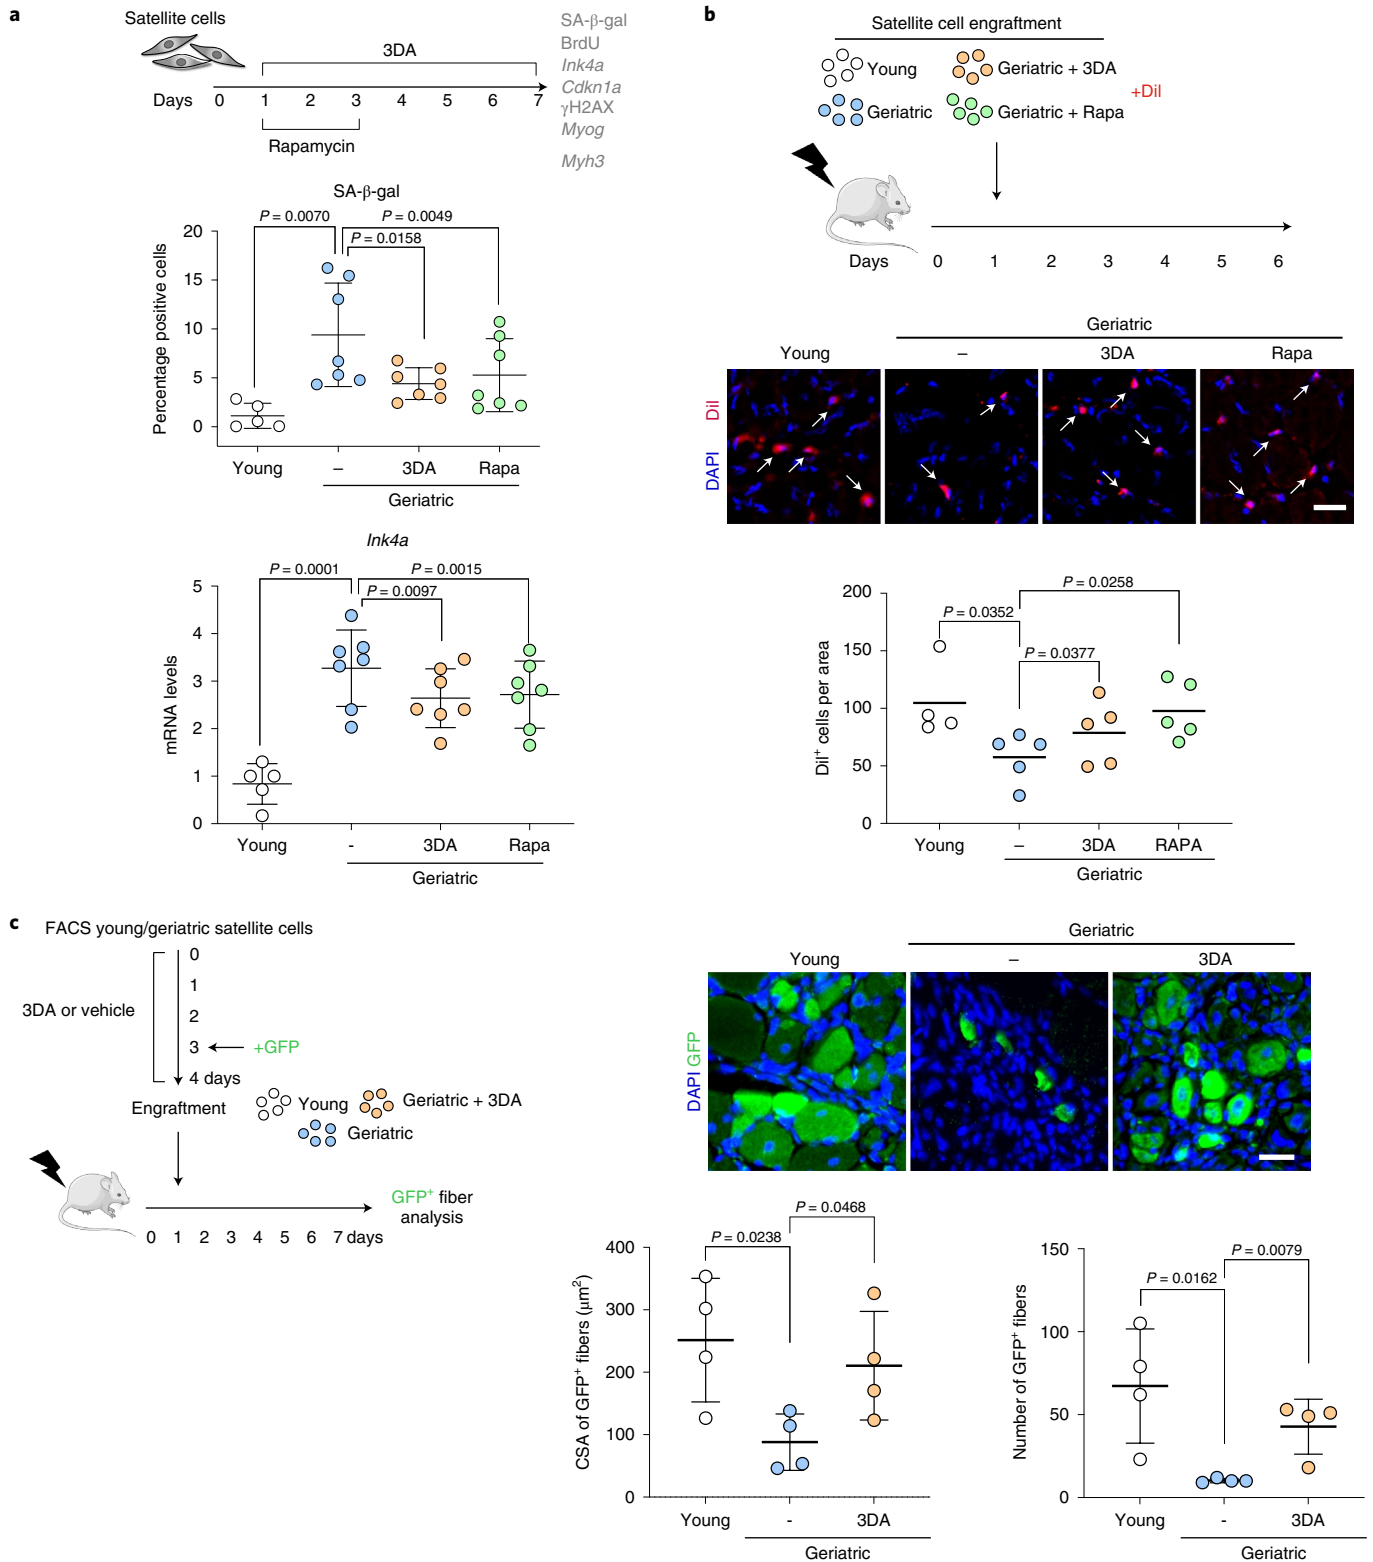 a
Satellite cells
3DA
Days 0 1 2 3 4 5 6 7
Rapamycin
SA-β-gal
BrdU
Ink4a
Cdkn1a
γH2AX
Myog
Myh3
SA-β-gal
P = 0.0070
P = 0.0049
P = 0.0158
Percentage positive cells
20
15
10
5
0
Young – 3DA Rapa
Geriatric
Ink4a
P = 0.0001
P = 0.0015
P = 0.0097
mRNA levels
5
4
3
2
1
0
Young - 3DA Rapa
Geriatric
b
Satellite cell engraftment
Young
Geriatric + 3DA
Geriatric
Geriatric + Rapa
+Dil
Days 0 1 2 3 4 5 6
Geriatric
Young – 3DA Rapa
DAPI Dil
P = 0.0258
P = 0.0352
P = 0.0377
Dil+ cells per area
200
150
100
50
0
Young – 3DA RAPA
Geriatric
c
FACS young/geriatric satellite cells
0
1
2
3
4 days
3DA or vehicle
+GFP
Engraftment
Young
Geriatric + 3DA
Geriatric
GFP+ fiber
analysis
0 1 2 3 4 5 6 7 days
Geriatric
Young – 3DA
DAPI GFP
P = 0.0468
P = 0.0238
CSA of GFP+ fibers (μm2)
400
300
200
100
0
Young - 3DA
Geriatric
P = 0.0079
P = 0.0162
Number of GFP+ fibers
150
100
50
0
Young - 3DA
Geriatric